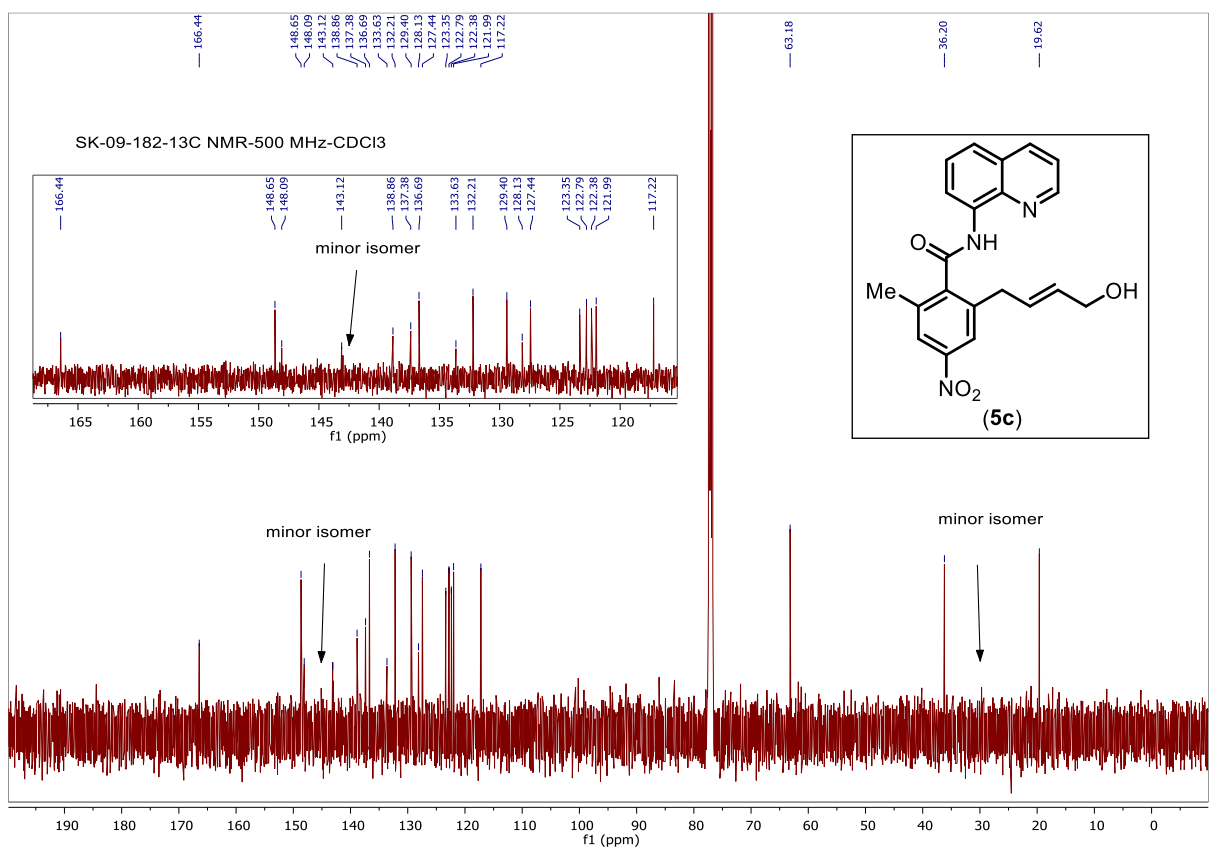 166.44
148.65
148.09
143.12
138.86
137.38
136.69
133.63
132.21
129.40
128.13
127.44
123.35
122.79
122.38
121.99
117.22
63.18
36.20
19.62
SK-09-182-13C NMR-500 MHz-CDCl3
166.44
148.65
148.09
143.12
138.86
137.38
136.69
133.63
132.21
129.40
128.13
127.44
123.35
122.79
122.38
121.99
117.22
minor isomer
165 160 155 150 145 140 135 130 125 120
f1 (ppm)
N
O
NH
Me
OH
NO2
(5c)
minor isomer
minor isomer
190 180 170 160 150 140 130 120 110 100 90 80 70 60 50 40 30 20 10 0
f1 (ppm)